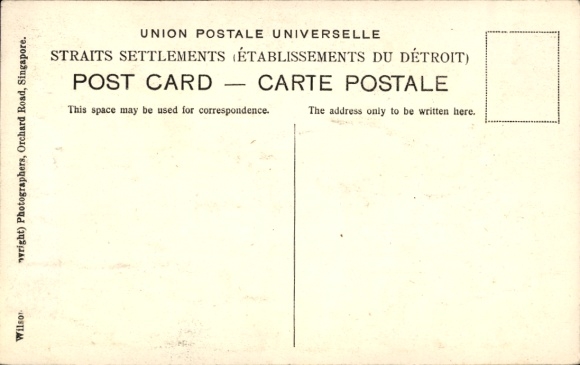 UNION POSTALE UNIVERSELLE
STRAITS SETTLEMENTS (ÉTABLISSEMENTS DU DÉTROIT)
POST CARD — CARTE POSTALE
This space may be used for correspondence.
The address only to be written here.
Photographers, Orchard Road, Singapore.